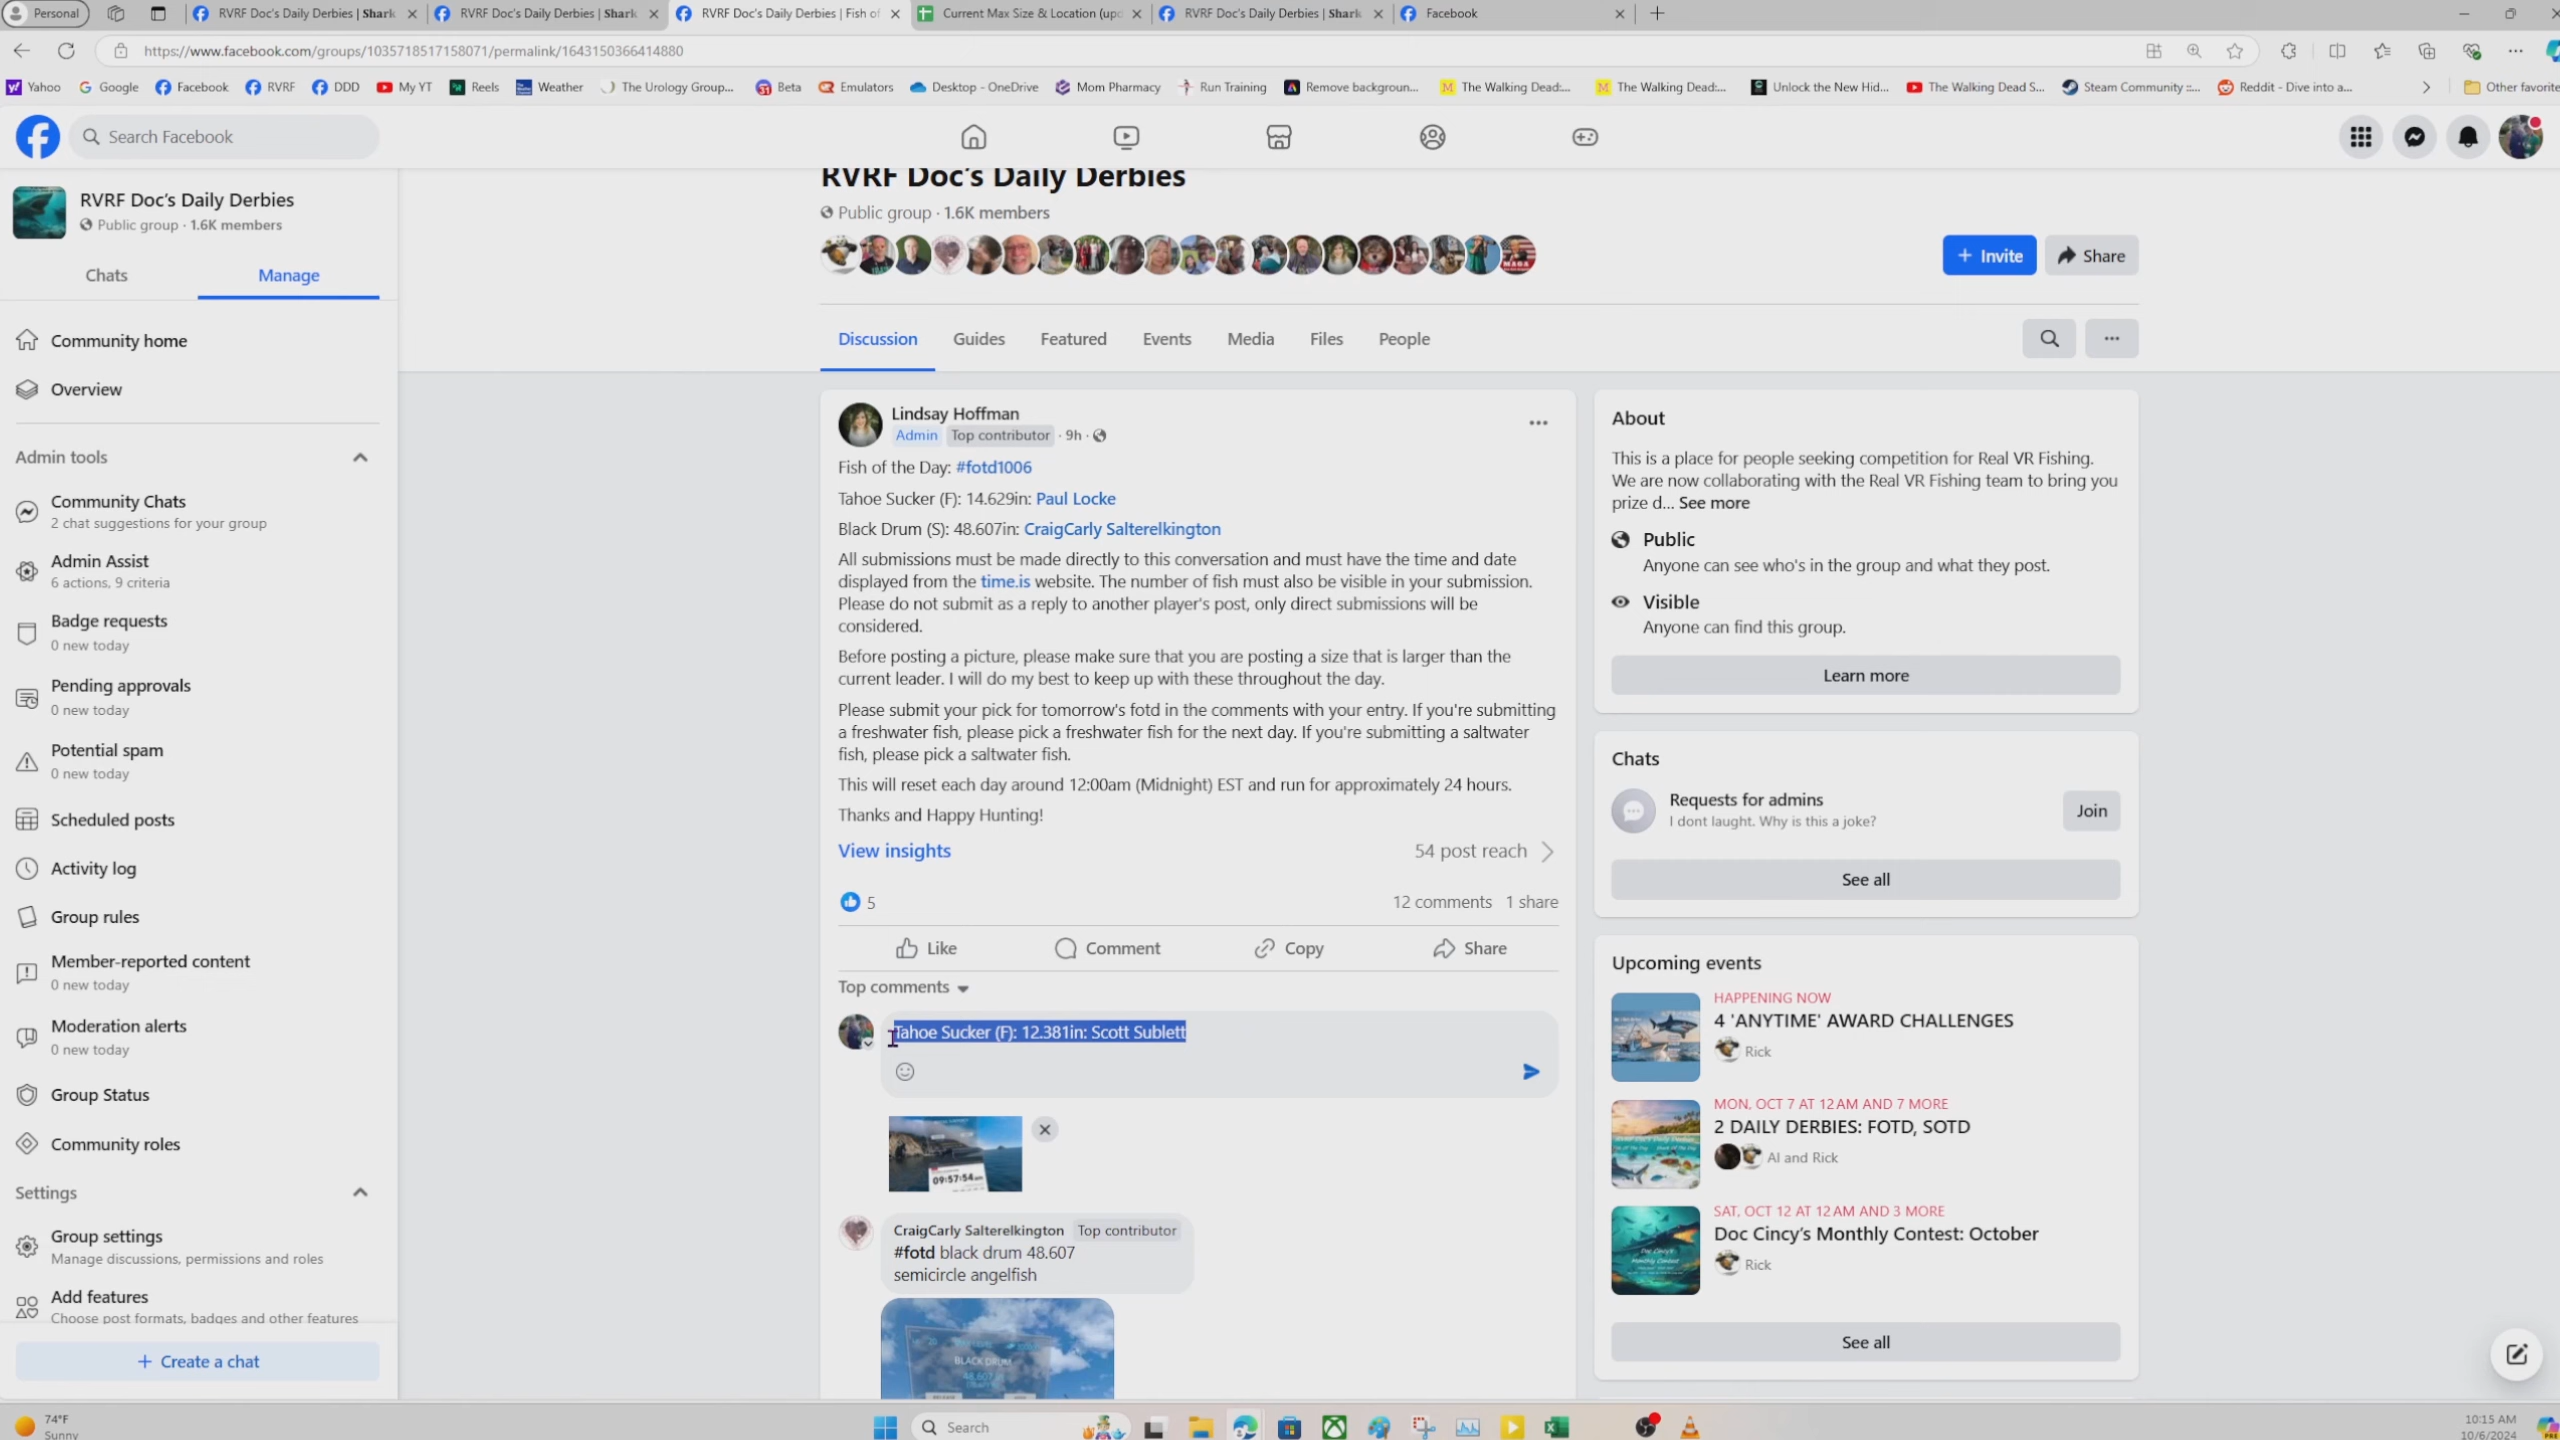 Personal
RVRF Doc's Daily Derbies | Shark
RVRF Doc's Daily Derbies | Shark
RVRF Doc's Daily Derbies | Fish of
Current Max Size & Location (upd
RVRF Doc's Daily Derbies | Shark
Facebook
https://www.facebook.com/groups/1035718517158071/permalink/1643150366414880
Yahoo
Google
Facebook
RVRF
DDD
My YT
Reels
Weather
The Urology Group...
Beta
Emulators
Desktop - OneDrive
Mom Pharmacy
Run Training
Remove backgroun...
The Walking Dead:...
The Walking Dead:...
Unlock the New Hid...
The Walking Dead S...
Steam Community ::...
Reddit - Dive into a...
Other favorite
Search Facebook
RVRF Doc's Daily Derbies
Public group · 1.6K members
Chats
Manage
Community home
Overview
Admin tools
Community Chats
2 chat suggestions for your group
Admin Assist
6 actions, 9 criteria
Badge requests
0 new today
Pending approvals
0 new today
Potential spam
0 new today
Scheduled posts
Activity log
Group rules
Member-reported content
0 new today
Moderation alerts
0 new today
Group Status
Community roles
Settings
Group settings
Manage discussions, permissions and roles
Add features
Choose post formats, badges and other features
+ Create a chat
RVRF Doc's Daily Derbies
Public group · 1.6K members
+ Invite
Share
Discussion
Guides
Featured
Events
Media
Files
People
Lindsay Hoffman
Admin Top contributor · 9h ·
Fish of the Day: #fotd1006
Tahoe Sucker (F): 14.629in: Paul Locke
Black Drum (S): 48.607in: CraigCarly Salterelkington
All submissions must be made directly to this conversation and must have the time and date
displayed from the time.is website. The number of fish must also be visible in your submission.
Please do not submit as a reply to another player's post, only direct submissions will be
considered.
Before posting a picture, please make sure that you are posting a size that is larger than the
current leader. I will do my best to keep up with these throughout the day.
Please submit your pick for tomorrow's fotd in the comments with your entry. If you're submitting
a freshwater fish, please pick a freshwater fish for the next day. If you're submitting a saltwater
fish, please pick a saltwater fish.
This will reset each day around 12:00am (Midnight) EST and run for approximately 24 hours.
Thanks and Happy Hunting!
View insights
54 post reach
5
12 comments 1 share
Like
Comment
Copy
Share
Top comments
Tahoe Sucker (F): 12.381in: Scott Sublett
09:57:54
CraigCarly Salterelkington Top contributor
#fotd black drum 48.607
semicircle angelfish
BLACK DRUM
48.607
About
This is a place for people seeking competition for Real VR Fishing.
We are now collaborating with the Real VR Fishing team to bring you
prize d... See more
Public
Anyone can see who's in the group and what they post.
Visible
Anyone can find this group.
Learn more
Chats
Requests for admins
I dont laught. Why is this a joke?
Join
See all
Upcoming events
HAPPENING NOW
4 'ANYTIME' AWARD CHALLENGES
Rick
MON, OCT 7 AT 12AM AND 7 MORE
2 DAILY DERBIES: FOTD, SOTD
Al and Rick
SAT, OCT 12 AT 12AM AND 3 MORE
Doc Cincy's Monthly Contest: October
Rick
See all
74°F
Sunny
Search
10:15 AM
10/6/2024